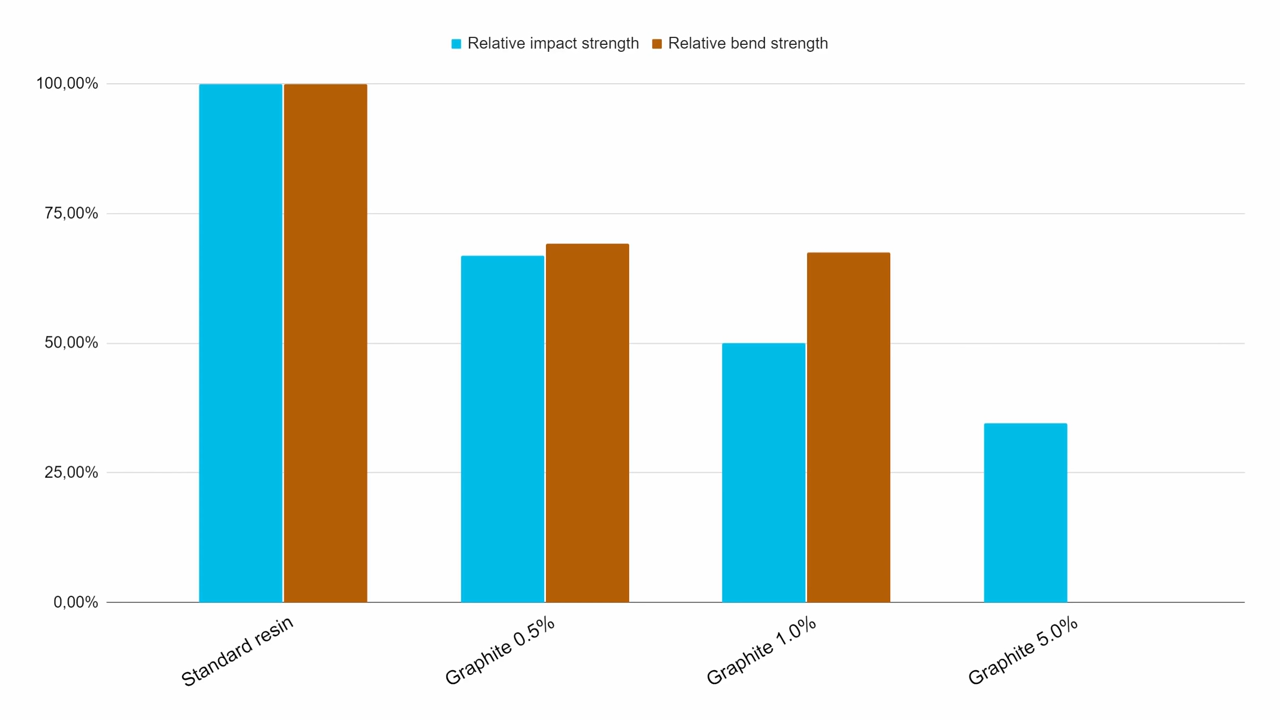 Relative impact strength Relative bend strength
100,00%
75,00%
50,00%
25,00%
0,00%
Standard resin
Graphite 0.5%
Graphite 1.0%
Graphite 5.0%